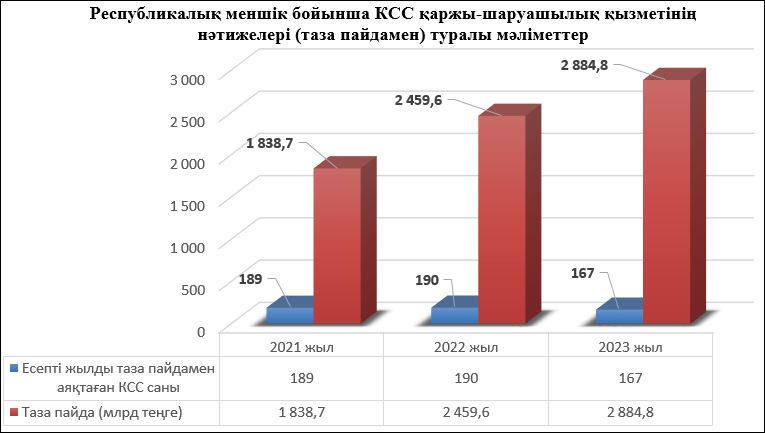 Республикалық меншік бойынша КСС қаржы-шаруашылық қызметінің
нәтижелері (таза пайдамен) туралы мәліметтер
3 000
2 500
2 000
1 500
1 000
500
0
189
1 838,7
190
2 459,6
167
2 884,8
2021 жыл 2022 жыл 2023 жыл
Есепті жылды таза пайдамен
аяқтаған КСС саны
189 190 167
Таза пайда (млрд теңге) 1 838,7 2 459,6 2 884,8